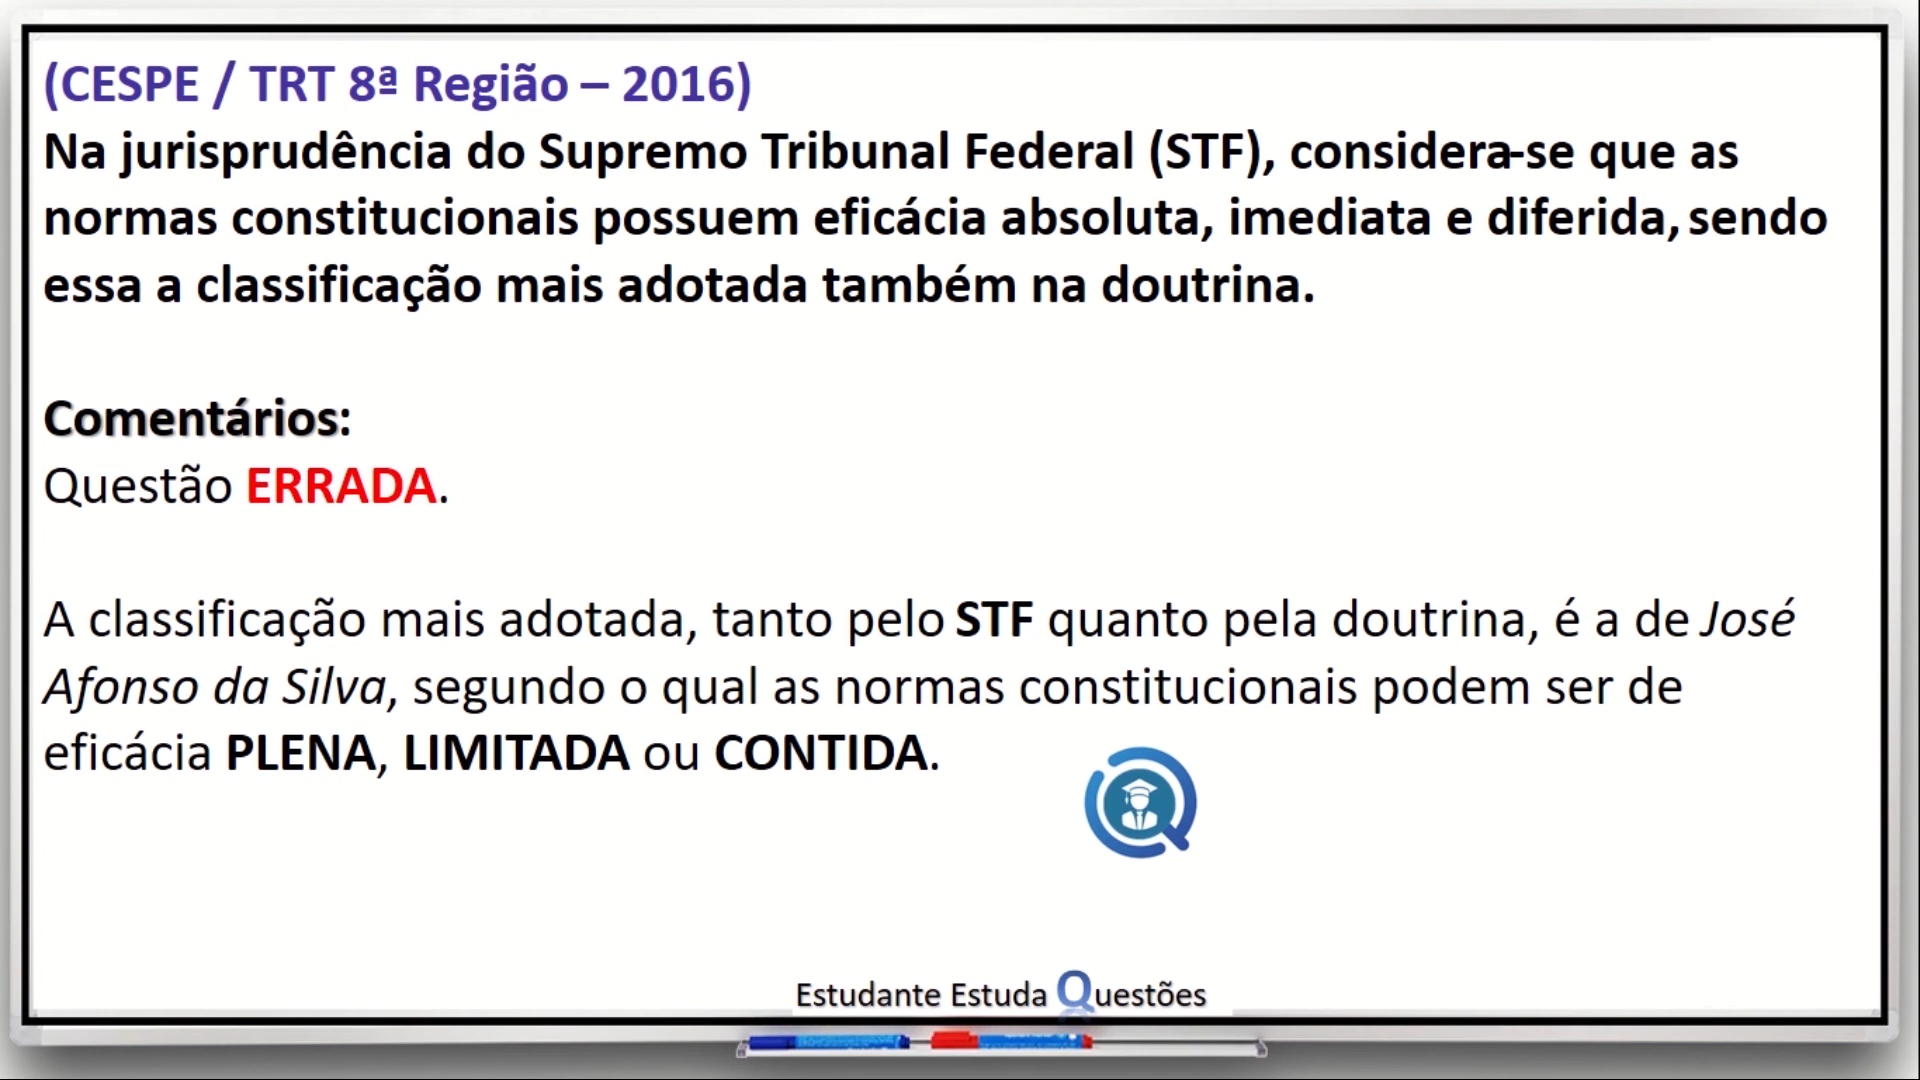 (CESPE / TRT 8ª Região – 2016)
Na jurisprudência do Supremo Tribunal Federal (STF), considera-se que as
normas constitucionais possuem eficácia absoluta, imediata e diferida, sendo
essa a classificação mais adotada também na doutrina.
Comentários:
Questão ERRADA.
A classificação mais adotada, tanto pelo STF quanto pela doutrina, é a de José
Afonso da Silva, segundo o qual as normas constitucionais podem ser de
eficácia PLENA, LIMITADA ou CONTIDA.
Estudante Estuda Questões